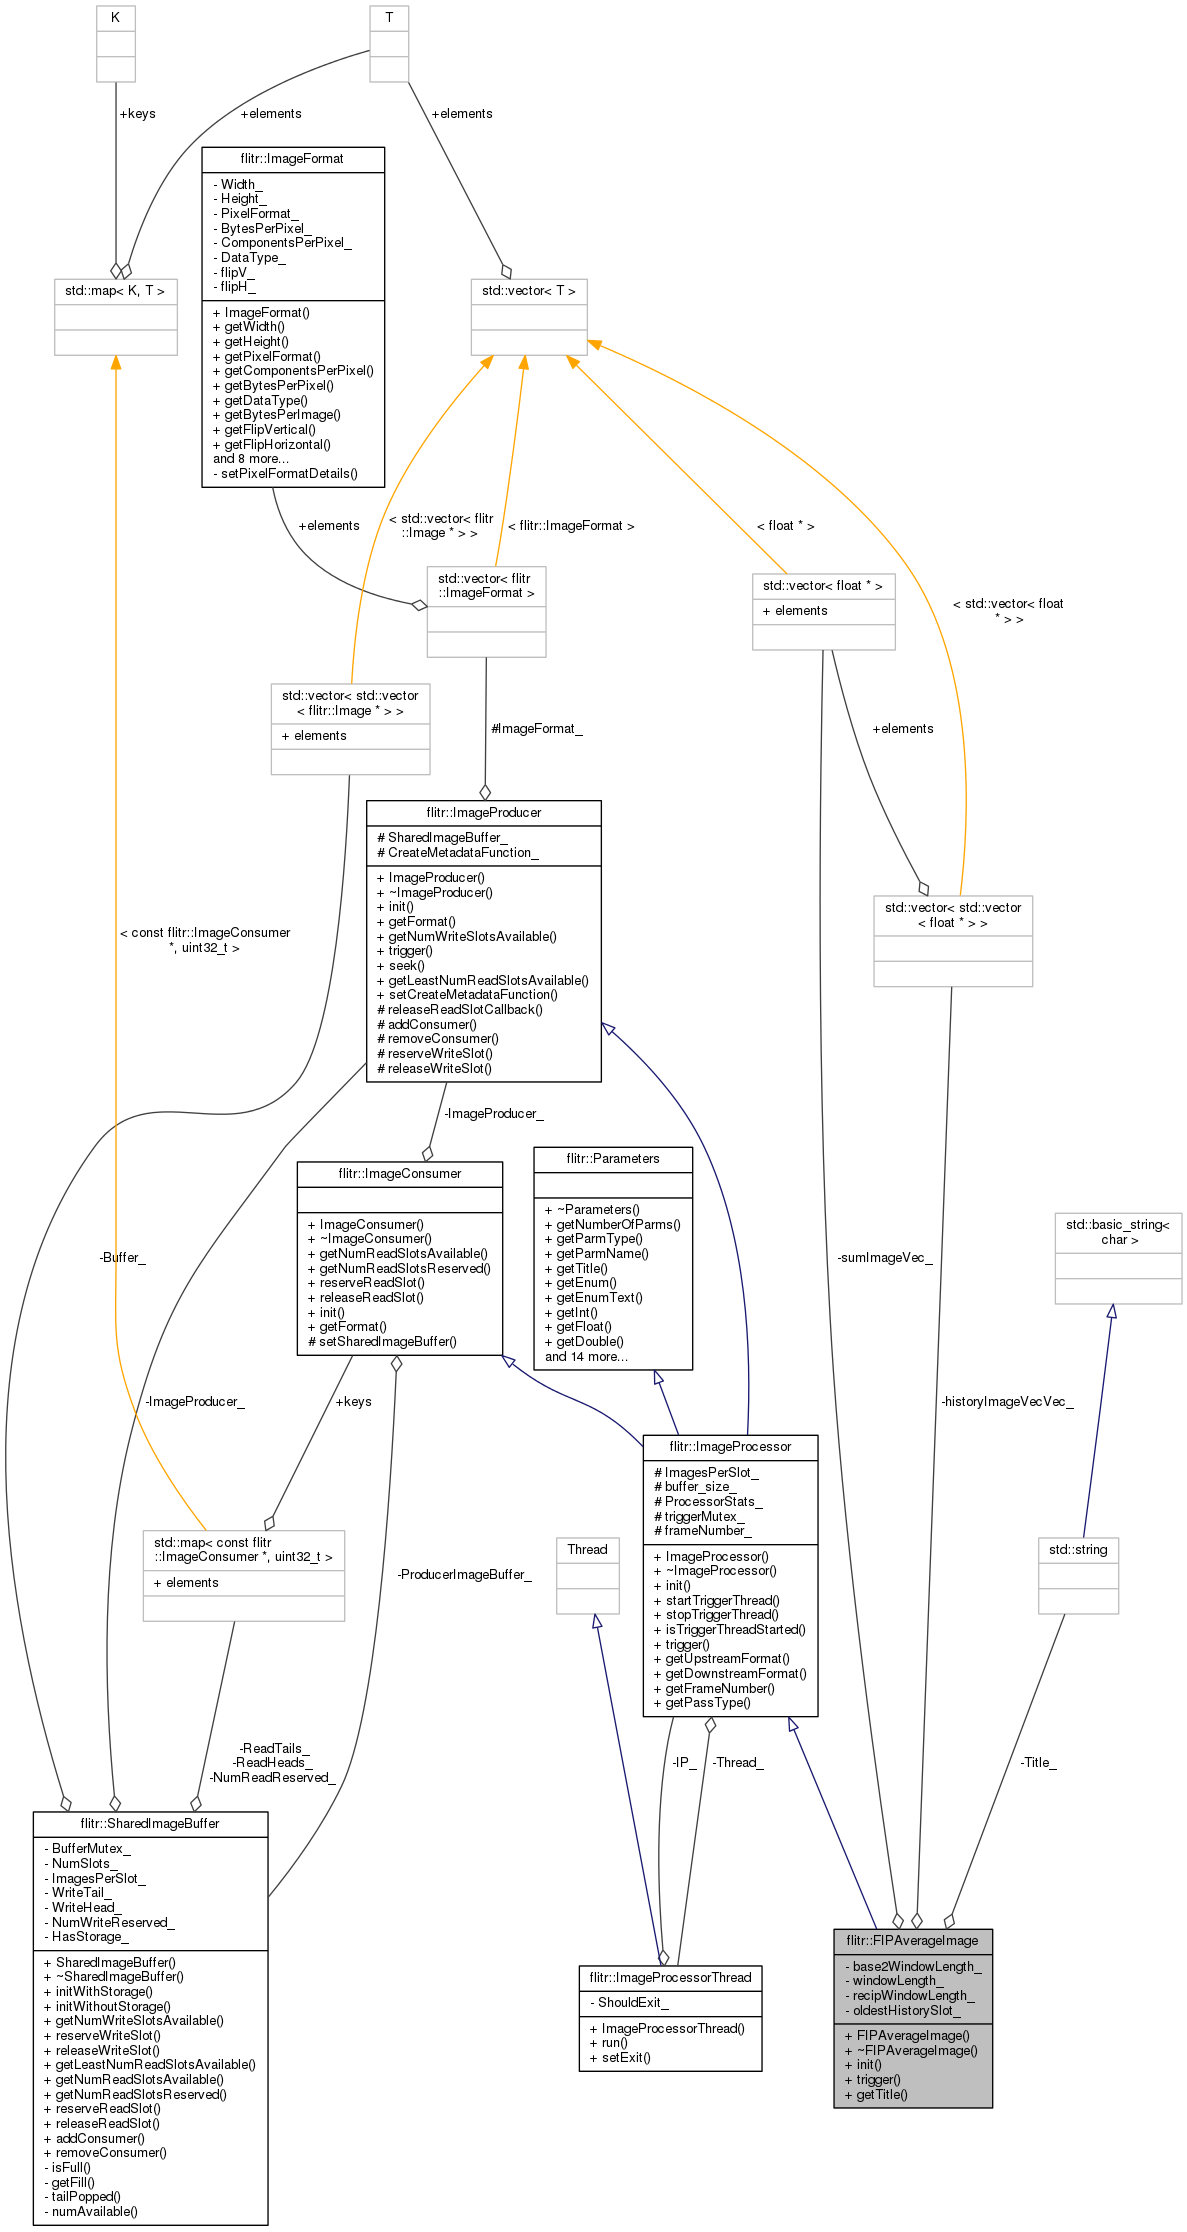 K
T
+keys
+elements
+elements
flitr::ImageFormat
- Width_
- Height_
- PixelFormat_
- BytesPerPixel_
- ComponentsPerPixel_
- DataType_
- flipV_
- flipH_
+ ImageFormat()
+ getWidth()
+ getHeight()
+ getPixelFormat()
+ getComponentsPerPixel()
+ getBytesPerPixel()
+ getDataType()
+ getBytesPerImage()
+ getFlipVertical()
+ getFlipHorizontal()
and 8 more...
- setPixelFormatDetails()
std::map< K, T >
std::vector< T >
+elements
< std::vector< flitr
::Image * > >
< flitr::ImageFormat >
< float * >
std::vector< flitr
::ImageFormat >
std::vector< float * >
+ elements
< std::vector< float
* > >
std::vector< std::vector
< flitr::Image * > >
+ elements
#ImageFormat_
+elements
flitr::ImageProducer
# SharedImageBuffer_
# CreateMetadataFunction_
+ ImageProducer()
+ ~ImageProducer()
+ init()
+ getFormat()
+ getNumWriteSlotsAvailable()
+ trigger()
+ seek()
+ getLeastNumReadSlotsAvailable()
+ setCreateMetadataFunction()
# releaseReadSlotCallback()
# addConsumer()
# removeConsumer()
# reserveWriteSlot()
# releaseWriteSlot()
std::vector< std::vector
< float * > >
< const flitr::ImageConsumer
*, uint32_t >
-ImageProducer_
flitr::ImageConsumer
+ ImageConsumer()
+ ~ImageConsumer()
+ getNumReadSlotsAvailable()
+ getNumReadSlotsReserved()
+ reserveReadSlot()
+ releaseReadSlot()
+ init()
+ getFormat()
# setSharedImageBuffer()
flitr::Parameters
+ ~Parameters()
+ getNumberOfParms()
+ getParmType()
+ getParmName()
+ getTitle()
+ getEnum()
+ getEnumText()
+ getInt()
+ getFloat()
+ getDouble()
and 14 more...
std::basic_string<
char >
-Buffer_
-sumImageVec_
-ImageProducer_
+keys
-historyImageVecVec_
flitr::ImageProcessor
# ImagesPerSlot_
# buffer_size_
# ProcessorStats_
# triggerMutex_
# frameNumber_
+ ImageProcessor()
+ ~ImageProcessor()
+ init()
+ startTriggerThread()
+ stopTriggerThread()
+ isTriggerThreadStarted()
+ trigger()
+ getUpstreamFormat()
+ getDownstreamFormat()
+ getFrameNumber()
+ getPassType()
std::map< const flitr
::ImageConsumer *, uint32_t >
+ elements
-ProducerImageBuffer_
Thread
std::string
-ReadTails_
-ReadHeads_
-NumReadReserved_
-IP_
-Thread_
-Title_
flitr::SharedImageBuffer
- BufferMutex_
- NumSlots_
- ImagesPerSlot_
- WriteTail_
- WriteHead_
- NumWriteReserved_
- HasStorage_
+ SharedImageBuffer()
+ ~SharedImageBuffer()
+ initWithStorage()
+ initWithoutStorage()
+ getNumWriteSlotsAvailable()
+ reserveWriteSlot()
+ releaseWriteSlot()
+ getLeastNumReadSlotsAvailable()
+ getNumReadSlotsAvailable()
+ getNumReadSlotsReserved()
+ reserveReadSlot()
+ releaseReadSlot()
+ addConsumer()
+ removeConsumer()
- isFull()
- getFill()
- tailPopped()
- numAvailable()
flitr::ImageProcessorThread
- ShouldExit_
+ ImageProcessorThread()
+ run()
+ setExit()
flitr::FIPAverageImage
- base2WindowLength_
- windowLength_
- recipWindowLength_
- oldestHistorySlot_
+ FIPAverageImage()
+ ~FIPAverageImage()
+ init()
+ trigger()
+ getTitle()